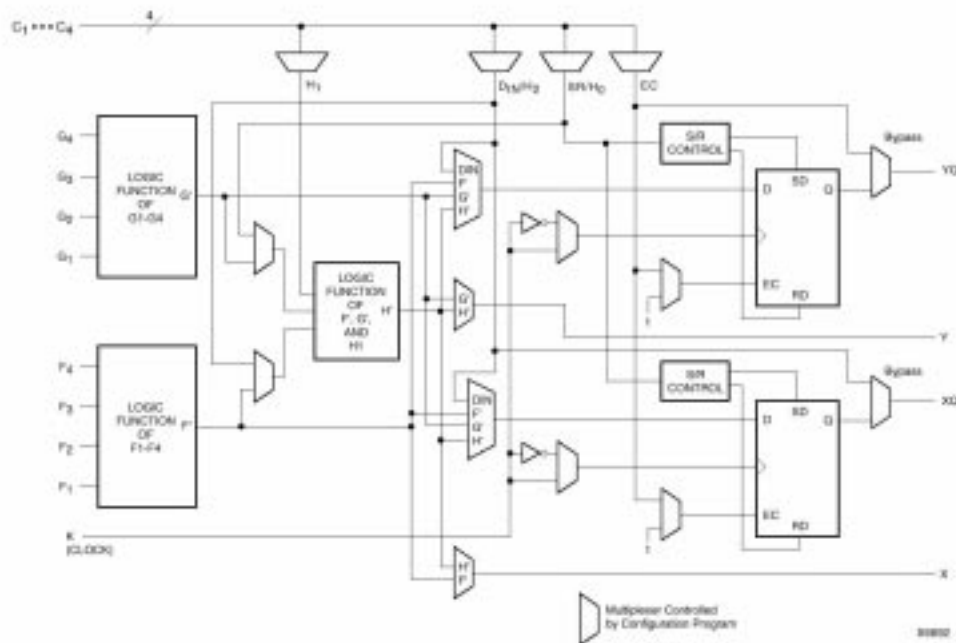 C1 ••• C4
4
H1
DIN/H2
SR/H0
EC
G4
G3
G2
G1
LOGIC
FUNCTION
OF
G1-G4
G'
DIN
F'
G'
H'
S/R
CONTROL
Bypass
YQ
D
SD
Q
EC
RD
1
LOGIC
FUNCTION
OF
F', G',
AND
H1
H'
G'
H'
Y
F4
F3
F2
F1
LOGIC
FUNCTION
OF
F1-F4
F'
DIN
F'
G'
H'
S/R
CONTROL
Bypass
XQ
D
SD
Q
EC
RD
1
K
(CLOCK)
H'
F'
X
Multiplexer Controlled
by Configuration Program